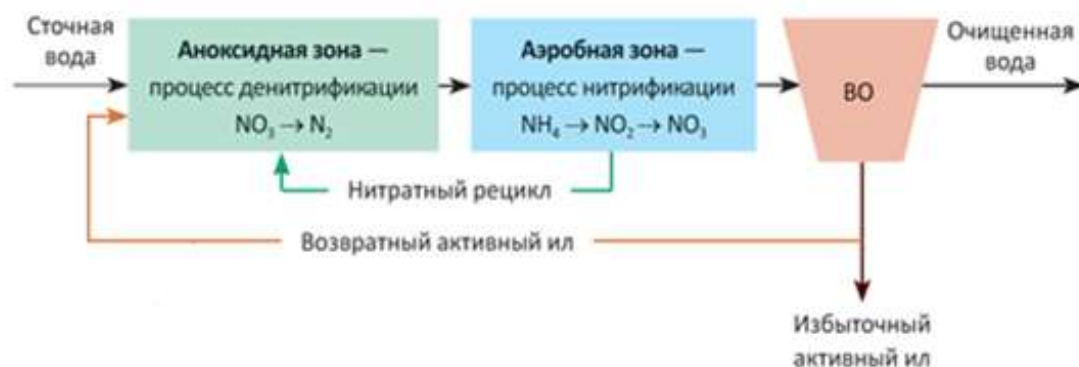 Сточная
вода
Аноксидная зона —
процесс денитрификации
NO₃ → N₂
Аэробная зона —
процесс нитрификации
NH₄ → NO₂ → NO₃
ВО
Очищенная
вода
Нитратный рецикл
Возвратный активный ил
Избыточный
активный ил